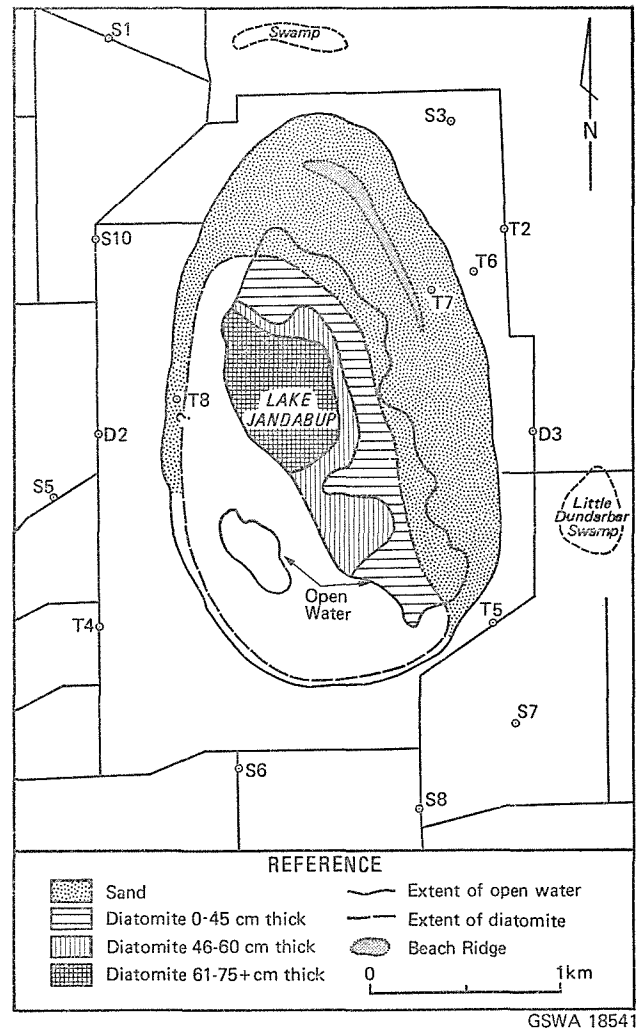 S1
Swamp
S3
N
T2
S10
T6
T7
LAKE
JANDABUP
T8
?
D2
D3
S5
Little
Dundarbar
Swamp
Open
Water
T4
T5
S7
S6
S8
REFERENCE
Sand
Extent of open water
Diatomite 0-45 cm thick
Extent of diatomite
Diatomite 46-60 cm thick
Beach Ridge
Diatomite 61-75+cm thick
0 1km
GSWA 18541